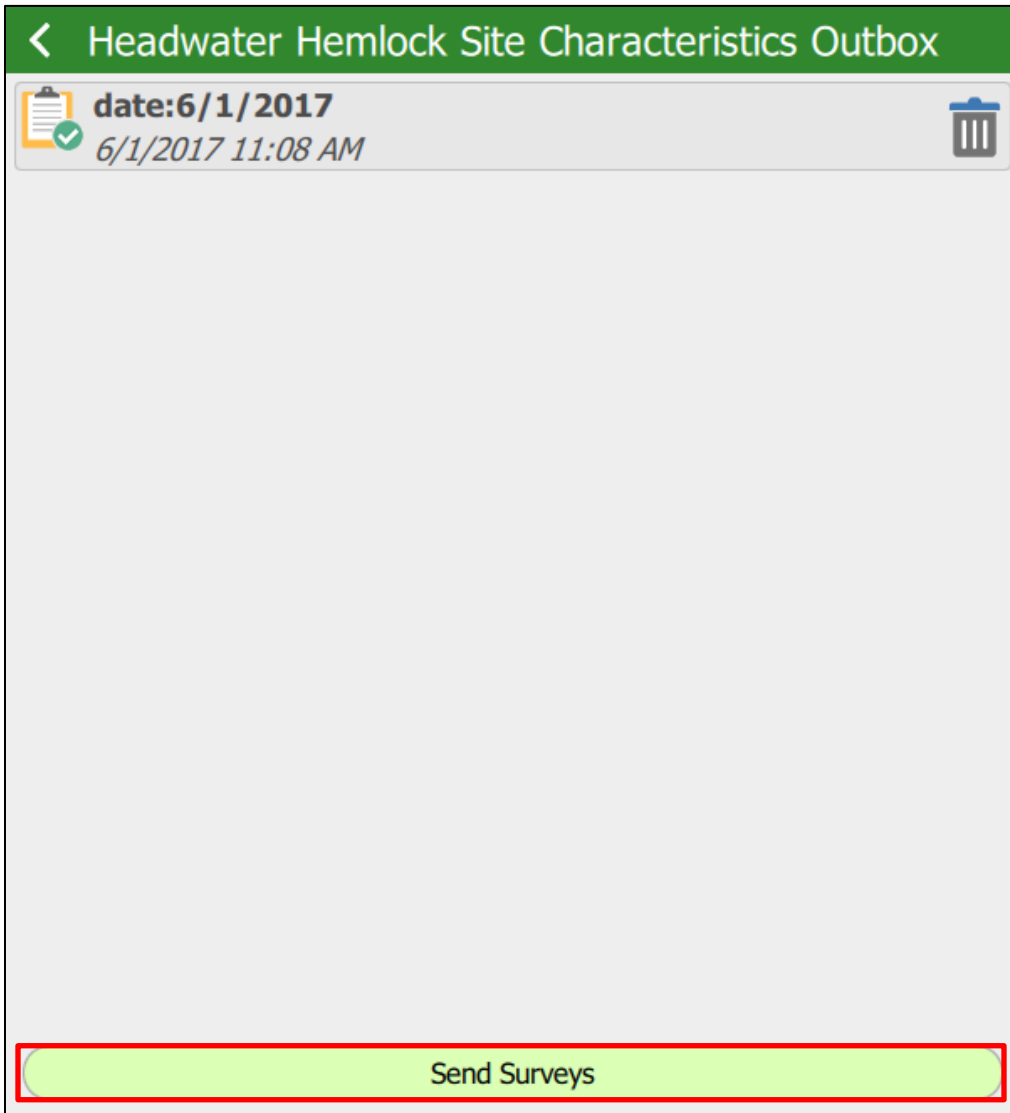 Headwater Hemlock Site Characteristics Outbox
date:6/1/2017
6/1/2017 11:08 AM
Send Surveys